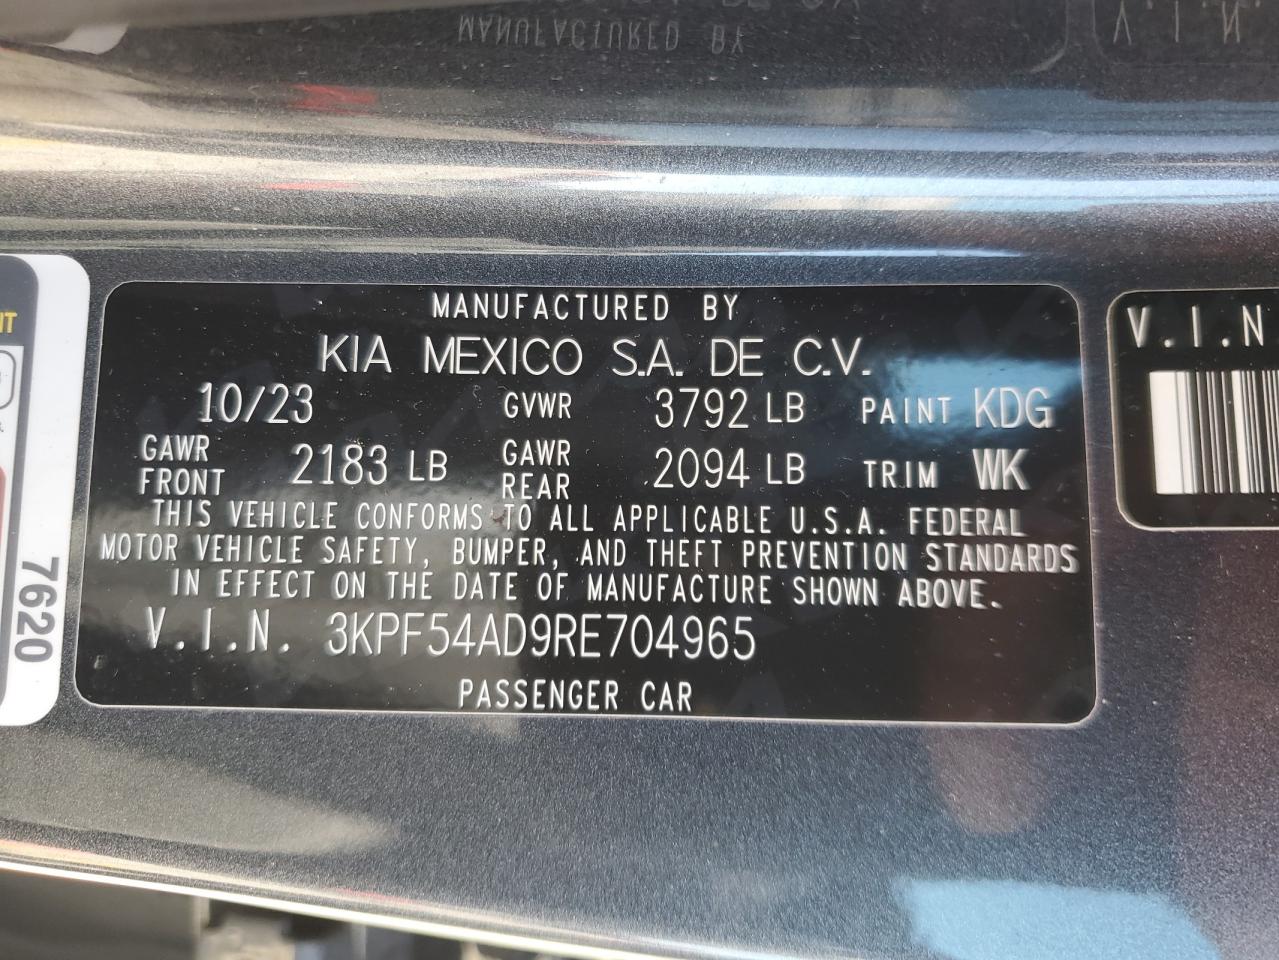 MANUFACTURED BY
KIA MEXICO S.A. DE C.V.
10/23 GVWR 3792 LB PAINT KDG
GAWR FRONT 2183 LB GAWR REAR 2094 LB TRIM WK
THIS VEHICLE CONFORMS TO ALL APPLICABLE U.S.A. FEDERAL
MOTOR VEHICLE SAFETY, BUMPER, AND THEFT PREVENTION STANDARDS
IN EFFECT ON THE DATE OF MANUFACTURE SHOWN ABOVE.
V.I.N. 3KPF54AD9RE704965
PASSENGER CAR
V.I.N
7620
MANUFACTURED BY
V.I.N.